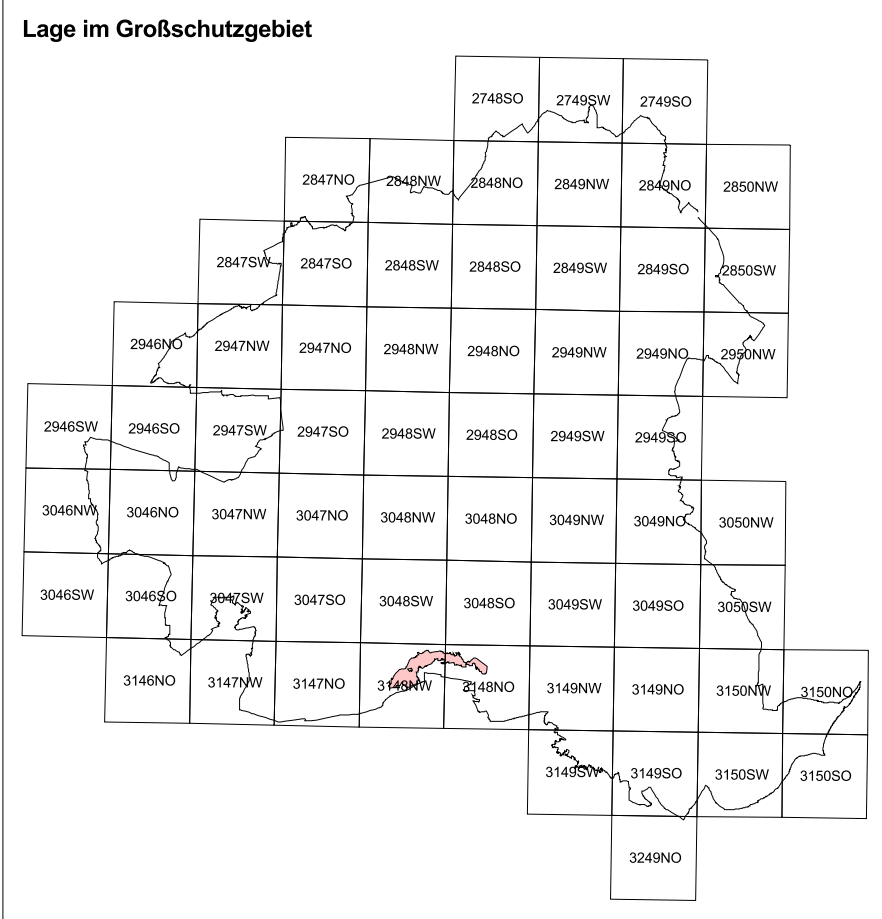 Lage im Großschutzgebiet
2748SO 2749SW 2749SO
2847NO 2848NW 2848NO 2849NW 2849NO 2850NW
2847SW 2847SO 2848SW 2848SO 2849SW 2849SO 2850SW
2946NO 2947NW 2947NO 2948NW 2948NO 2949NW 2949NO 2950NW
2946SW 2946SO 2947SW 2947SO 2948SW 2948SO 2949SW 2949SO
3046NW 3046NO 3047NW 3047NO 3048NW 3048NO 3049NW 3049NO 3050NW
3046SW 3046SO 3047SW 3047SO 3048SW 3048SO 3049SW 3049SO 3050SW
3146NO 3147NW 3147NO 3148NW 3148NO 3149NW 3149NO 3150NW 3150NO
3149SW 3149SO 3150SW 3150SO
3249NO